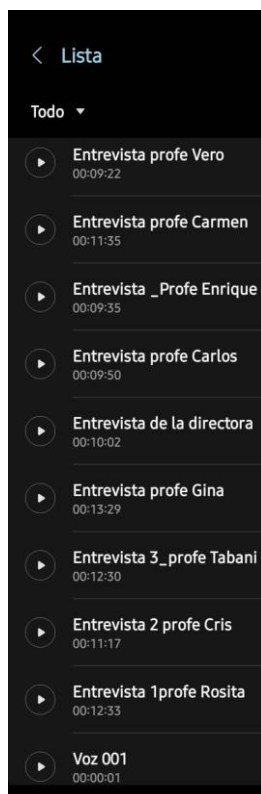 Lista
Todo
Entrevista profe Vero
00:09:22
Entrevista profe Carmen
00:11:35
Entrevista _Profe Enrique
00:09:35
Entrevista profe Carlos
00:09:50
Entrevista de la directora
00:10:02
Entrevista profe Gina
00:13:29
Entrevista 3_profe Tabani
00:12:30
Entrevista 2 profe Cris
00:11:17
Entrevista 1profe Rosita
00:12:33
Voz 001
00:00:01